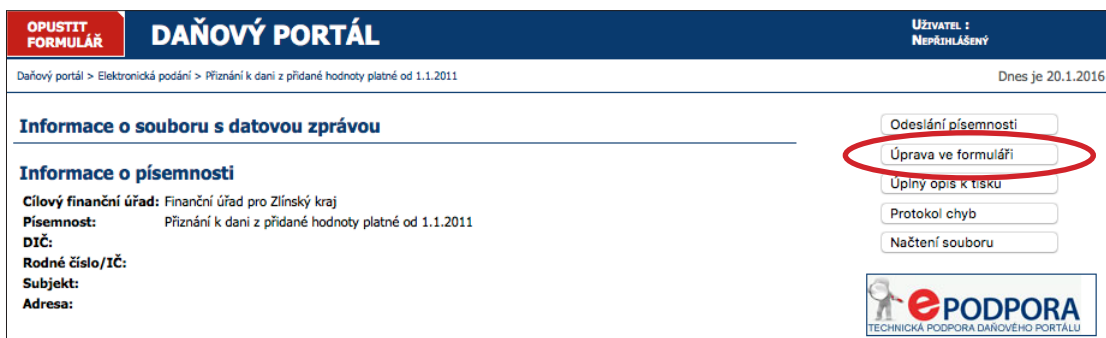 OPUSTIT
FORMULÁŘ
DAŇOVÝ PORTÁL
UŽIVATEL :
NEPŘIHLÁŠENÝ
Daňový portál > Elektronická podání > Přiznání k dani z přidané hodnoty platné od 1.1.2011
Dnes je 20.1.2016
Informace o souboru s datovou zprávou
Informace o písemnosti
Cílový finanční úřad: Finanční úřad pro Zlínský kraj
Písemnost: Přiznání k dani z přidané hodnoty platné od 1.1.2011
DIČ:
Rodné číslo/IČ:
Subjekt:
Adresa:
Odeslání písemnosti
Úprava ve formuláři
Úplný opis k tisku
Protokol chyb
Načtení souboru
ePODPORA
TECHNICKÁ PODPORA DAŇOVÉHO PORTÁLU